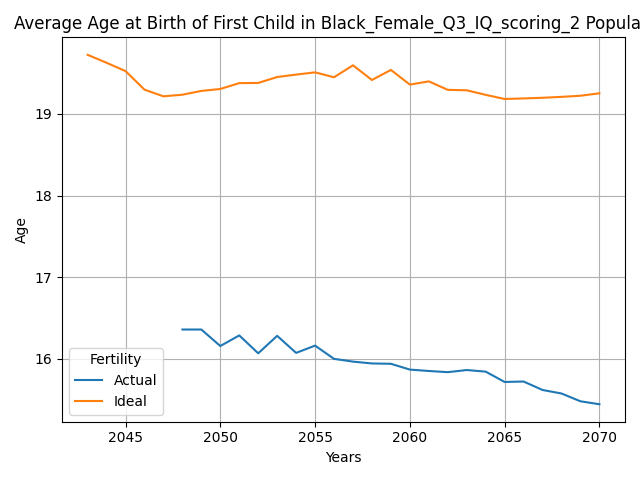 Average Age at Birth of First Child in Black_Female_Q3_IQ_scoring_2 Popula
Age
19
18
17
16
Fertility
Actual
Ideal
2045 2050 2055 2060 2065 2070
Years